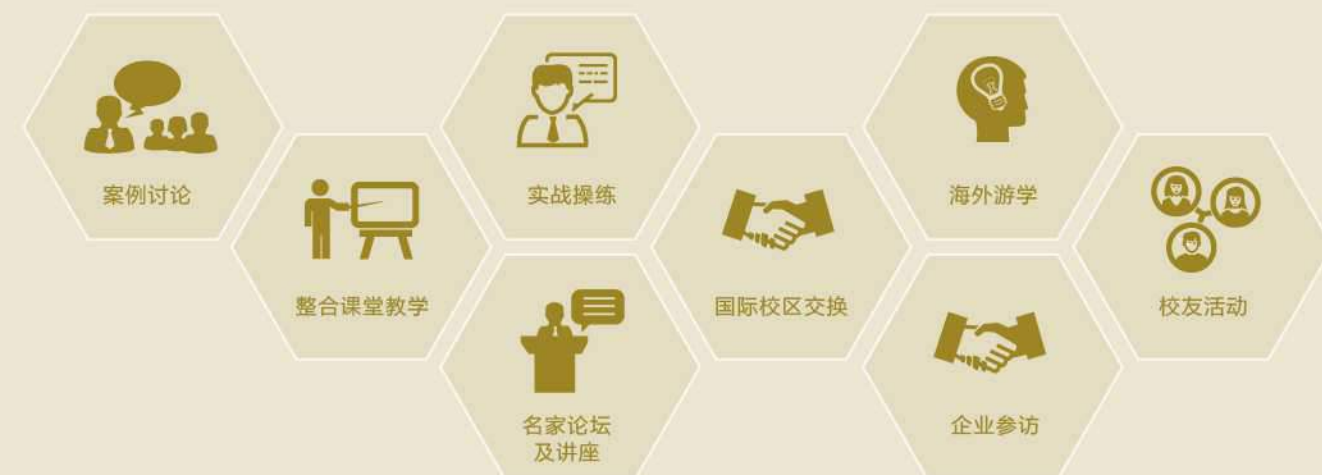 案例讨论
整合课堂教学
实战操练
名家论坛
及讲座
国际校区交换
海外游学
企业参访
校友活动